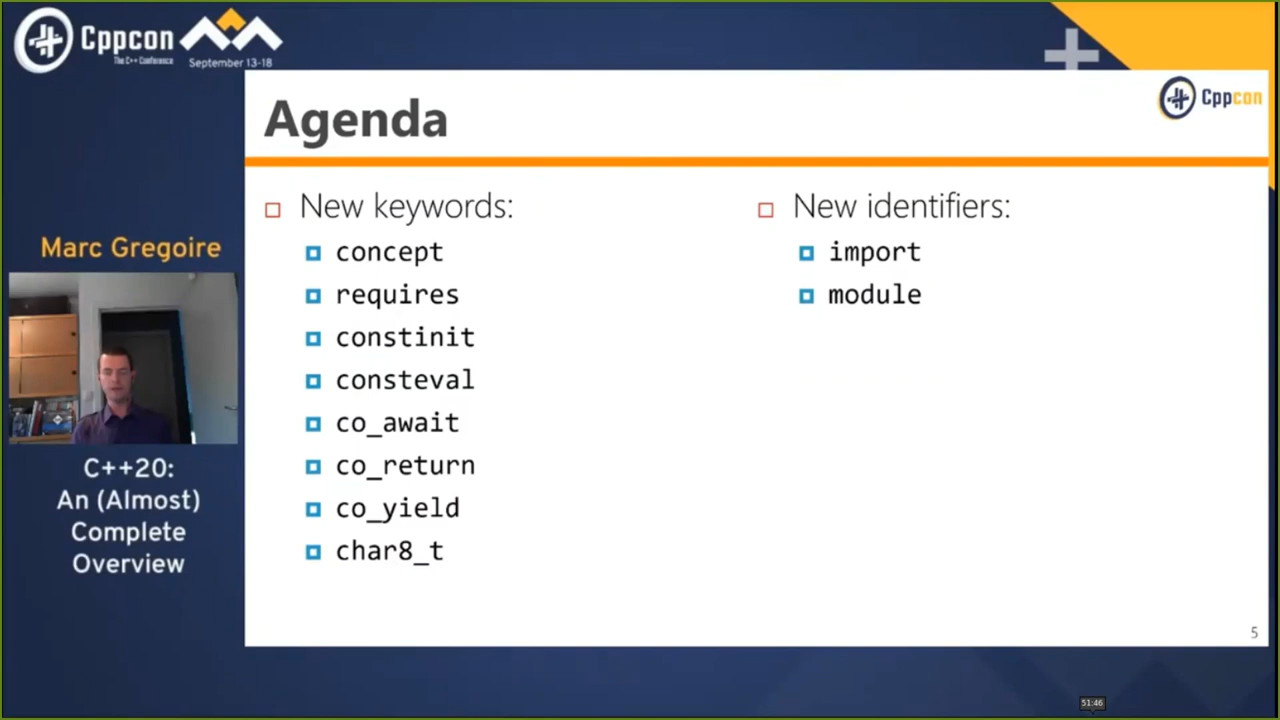 Cppcon
The C++ Conference
September 13-18
Cppcon
Agenda
New keywords:
concept
requires
constinit
consteval
co_await
co_return
co_yield
char8_t
New identifiers:
import
module
Marc Gregoire
C++20:
An (Almost)
Complete
Overview
5
51:46